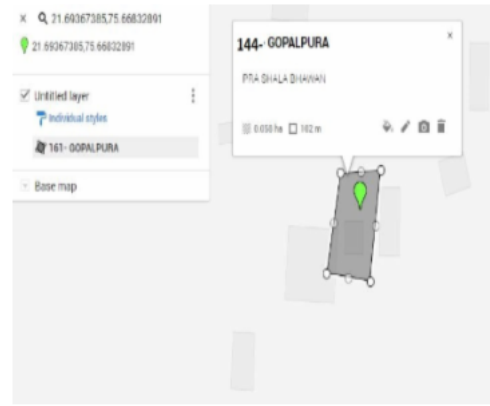 21.69367385,75.66832891
21.69367385,75.66832891
Untitled layer
Individual styles
161- GOPALPURA
Base map
144- GOPALPURA
PRA SHALA BHAWAN
0.058 ha 102 m